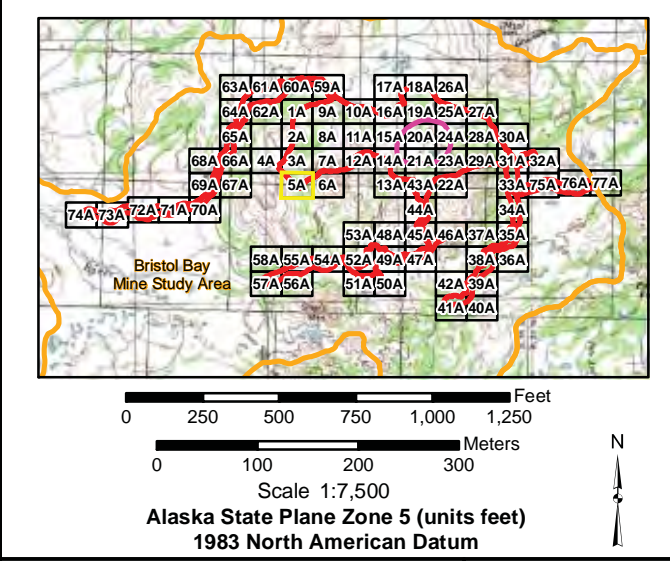 63A 61A 60A 59A 17A 18A 26A
64A 62A 1A 9A 10A 16A 19A 25A 27A
65A 2A 8A 11A 15A 20A 24A 28A 30A
68A 66A 4A 3A 7A 12A 14A 21A 23A 29A 31A 32A
69A 67A 5A 6A 13A 43A 22A 33A 75A 76A 77A
74A 73A 72A 71A 70A 44A 34A
53A 48A 45A 46A 37A 35A
Bristol Bay
Mine Study Area
58A 55A 54A 52A 49A 47A 38A 36A
57A 56A 51A 50A 42A 39A
41A 40A
Feet
0 250 500 750 1,000 1,250
Meters
0 100 200 300
N
Scale 1:7,500
Alaska State Plane Zone 5 (units feet)
1983 North American Datum